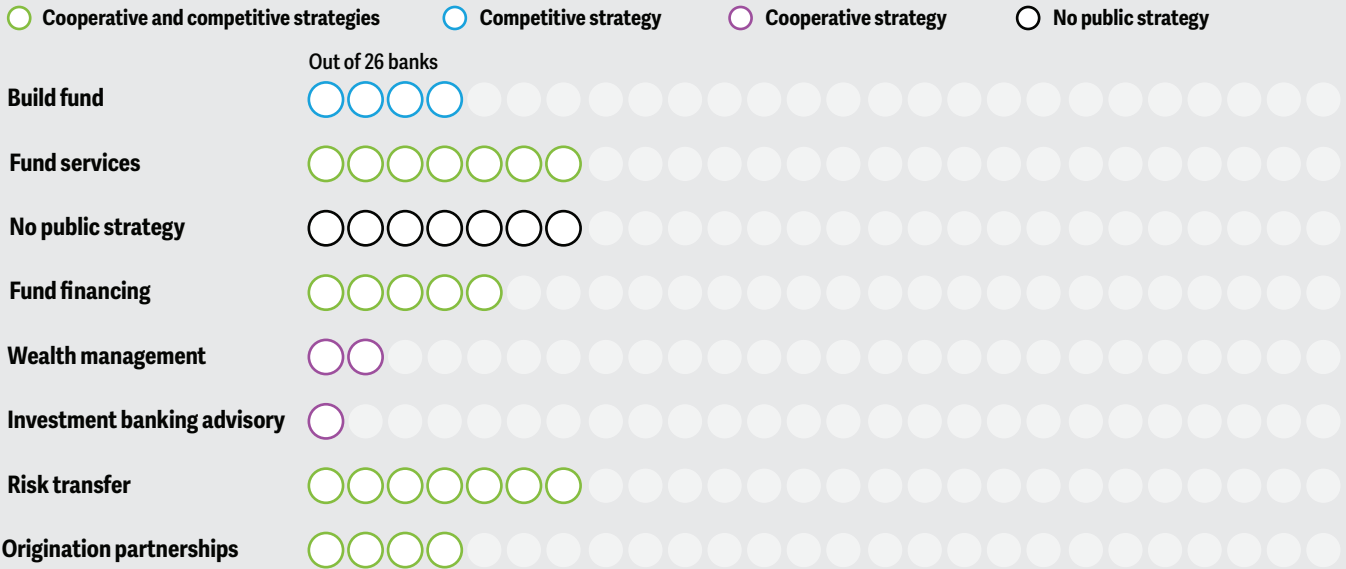 Cooperative and competitive strategies Competitive strategy Cooperative strategy No public strategy
Out of 26 banks
Build fund
Fund services
No public strategy
Fund financing
Wealth management
Investment banking advisory
Risk transfer
Origination partnerships